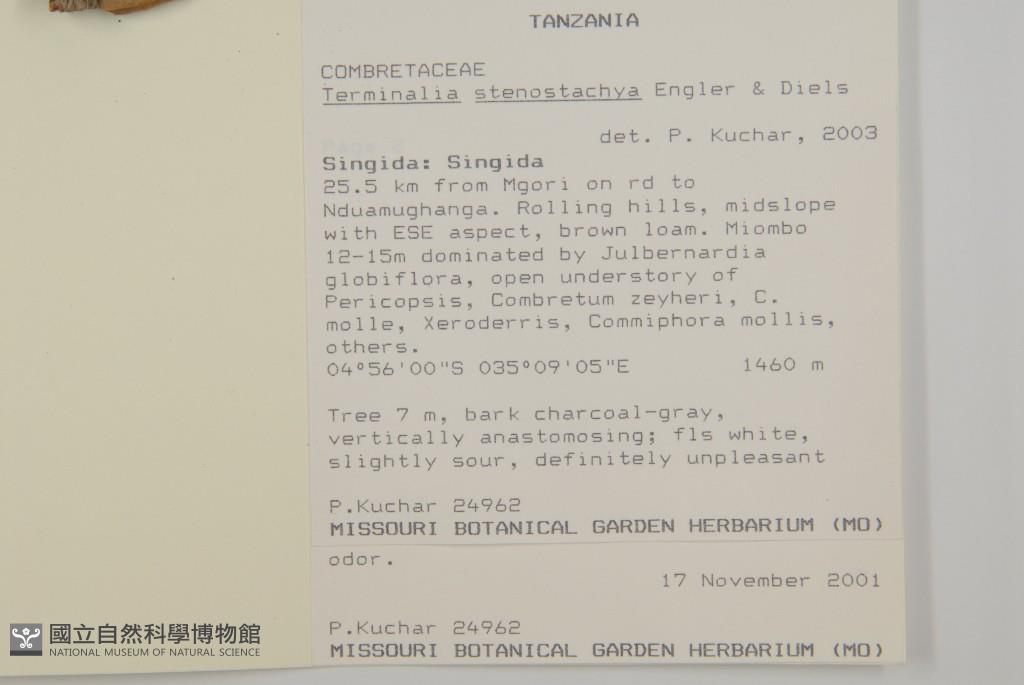 TANZANIA
COMBRETACEAE
Terminalia stenostachya Engler & Diels
det. P. Kuchar, 2003
Page 2
Singida: Singida
25.5 km from Mgori on rd to
Nduamughanga. Rolling hills, midslope
with ESE aspect, brown loam. Miombo
12-15m dominated by Julbernardia
globiflora, open understory of
Pericopsis, Combretum zeyheri, C.
molle, Xeroderris, Commiphora mollis,
others.
04°56'00"S 035°09'05"E 1460 m
Tree 7 m, bark charcoal-gray,
vertically anastomosing; fls white,
slightly sour, definitely unpleasant
P.Kuchar 24962
MISSOURI BOTANICAL GARDEN HERBARIUM (MO)
odor.
17 November 2001
P.Kuchar 24962
MISSOURI BOTANICAL GARDEN HERBARIUM (MO)
國立自然科學博物館
NATIONAL MUSEUM OF NATURAL SCIENCE